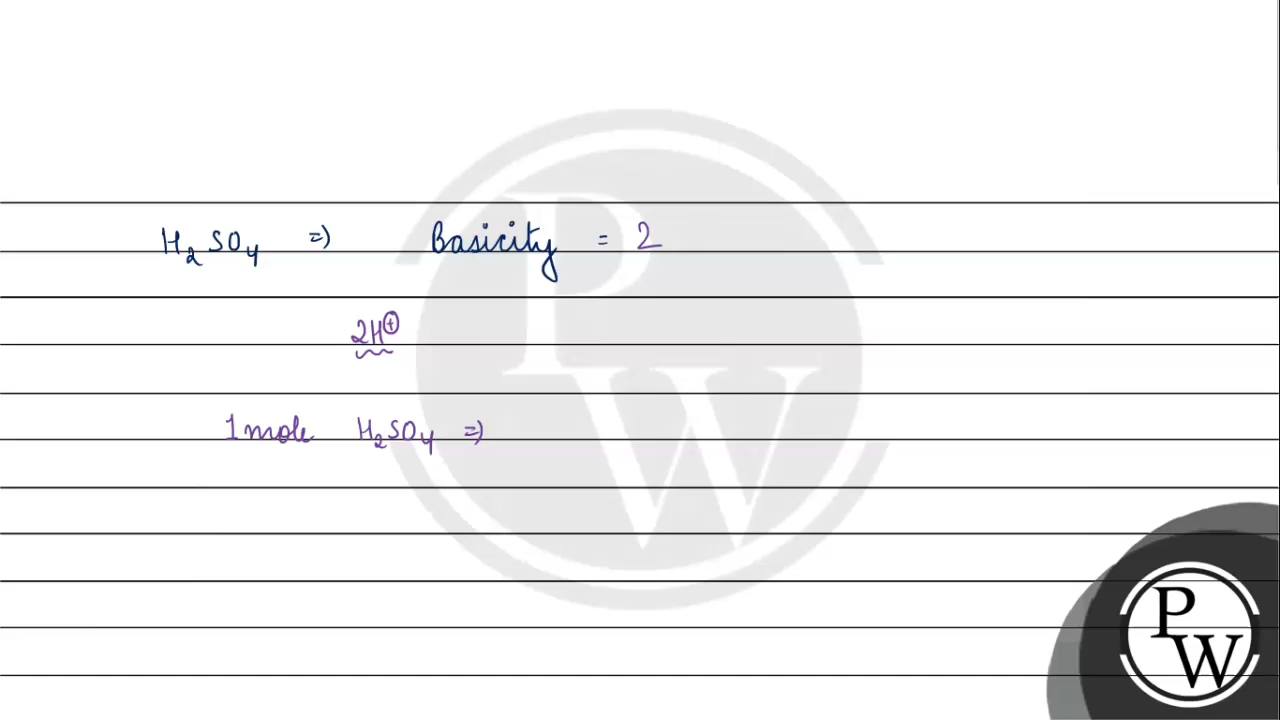 H₂SO₄ ⇒ Basicity = 2
2H⊕
1 mole H₂SO₄ ⇒
P
W
P
W